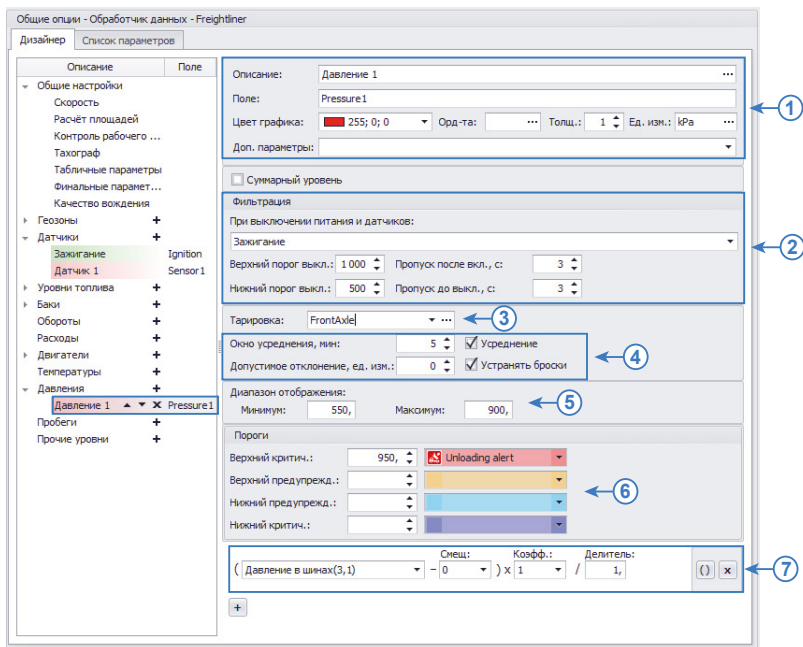 Общие опции - Обработчик данных - Freightliner
Дизайнер Список параметров
Описание Поле
Общие настройки
Скорость
Расчёт площадей
Контроль рабочего ...
Тахограф
Табличные параметры
Финальные парамет...
Качество вождения
Геозоны +
Датчики +
Зажигание Ignition
Датчик 1 Sensor1
Уровни топлива +
Баки +
Обороты +
Расходы +
Двигатели +
Температуры +
Давления +
Давление 1 Pressure1
Пробеги +
Прочие уровни +
Описание: Давление 1 ...
Поле: Pressure1
Цвет графика: 255; 0; 0 Орд-та: ... Толщ.: 1 Ед. изм.: kPa ...
Доп. параметры:
1
Суммарный уровень
Фильтрация
При выключении питания и датчиков:
Зажигание
Верхний порог выкл.: 1 000 Пропуск после вкл., с: 3
Нижний порог выкл.: 500 Пропуск до выкл., с: 3
2
Тарировка: FrontAxle ...
3
Окно усреднения, мин: 5 Усреднение
Допустимое отклонение, ед. изм.: 0 Устранять броски
4
Диапазон отображения:
Минимум: 550, Максимум: 900,
5
Пороги
Верхний критич.: 950, Unloading alert
Верхний предупрежд.:
Нижний предупрежд.:
Нижний критич.:
6
Смещ.: Коэфф.: Делитель:
( Давление в шинах(3,1) - 0 ) x 1 / 1, () x
7
+